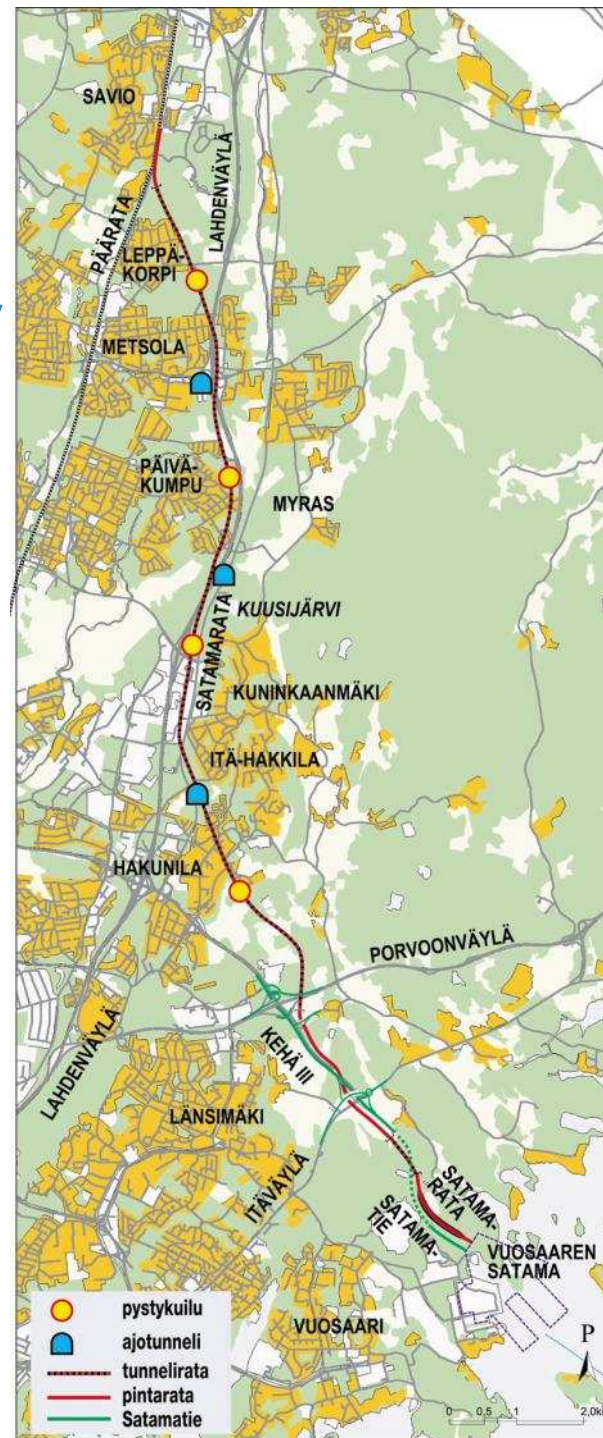 SAVIO
LAHDENVÄYLÄ
PÄÄRATA
LEPPÄ-
KORPI
METSOLA
PÄIVÄ-
KUMPU
MYRAS
KUUSIJÄRVI
SATAMARATA
KUNINKAANMÄKI
ITÄ-HAKKILA
HAKUNILA
PORVOONVÄYLÄ
KEHÄ III
LAHDENVÄYLÄ
LÄNSIMÄKI
ITÄVÄYLÄ
SATAMA-
RATA
SATAMA-
TIE
VUOSAAREN
SATAMA
VUOSAARI
pystykuilu
ajotunneli
tunnelirata
pintarata
Satamatie
P
0 0,5 1 2,0km